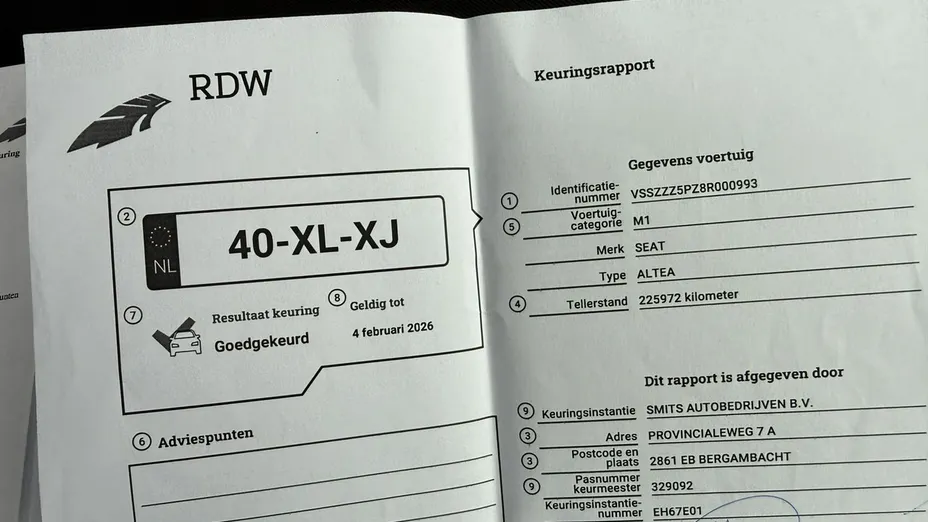 RDW
Keuringsrapport
2
NL
40-XL-XJ
7
Resultaat keuring
Goedgekeurd
8
Geldig tot
4 februari 2026
6 Adviespunten
Gegevens voertuig
1 Identificatie-
nummer VSSZZZ5PZ8R000993
5 Voertuig-
categorie M1
Merk SEAT
Type ALTEA
4 Tellerstand 225972 kilometer
Dit rapport is afgegeven door
9 Keuringsinstantie SMITS AUTOBEDRIJVEN B.V.
3 Adres PROVINCIALEWEG 7 A
3 Postcode en
plaats 2861 EB BERGAMBACHT
9 Pasnummer
keurmeester 329092
Keuringsinstantie-
nummer EH67E01